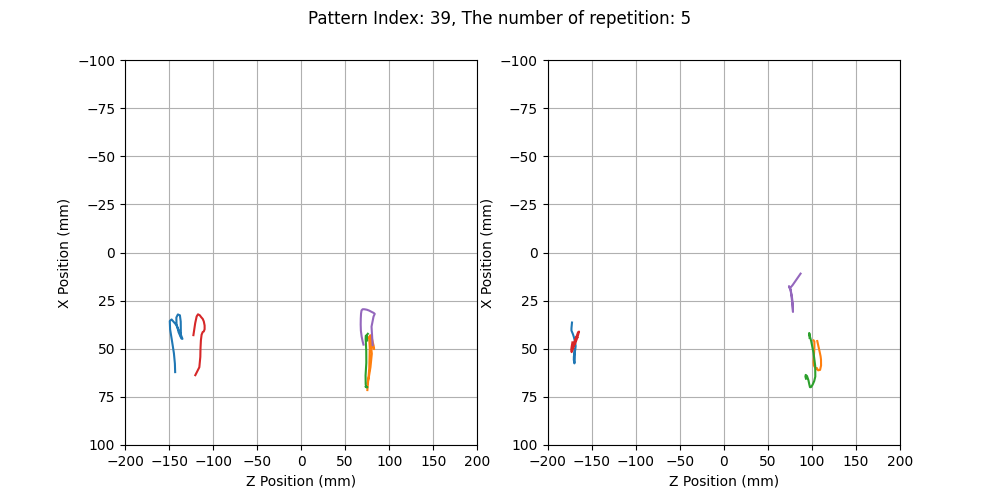 Pattern Index: 39, The number of repetition: 5
−100 −100
−75 −75
−50 −50
−25 −25
0 0
25 25
50 50
75 75
100 100
−200 −150 −100 −50 0 50 100 150 200 −200 −150 −100 −50 0 50 100 150 200
X Position (mm) X Position (mm)
Z Position (mm) Z Position (mm)